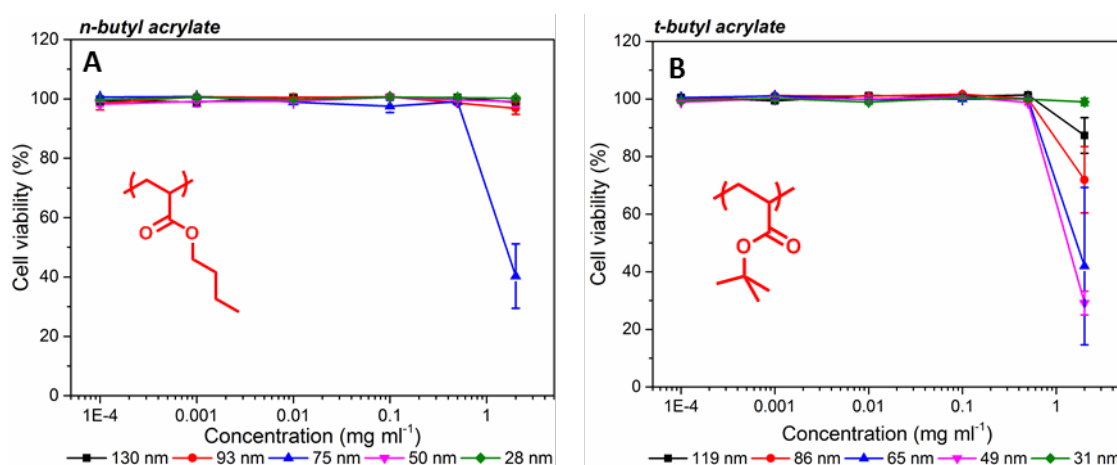 n-butyl acrylate
A
120
100
80
60
40
20
0
Cell viability (%)
O
O
1E-4 0.001 0.01 0.1 1
Concentration (mg ml⁻¹)
130 nm 93 nm 75 nm 50 nm 28 nm
t-butyl acrylate
B
120
100
80
60
40
20
0
Cell viability (%)
O
O
1E-4 0.001 0.01 0.1 1
Concentration (mg ml⁻¹)
119 nm 86 nm 65 nm 49 nm 31 nm